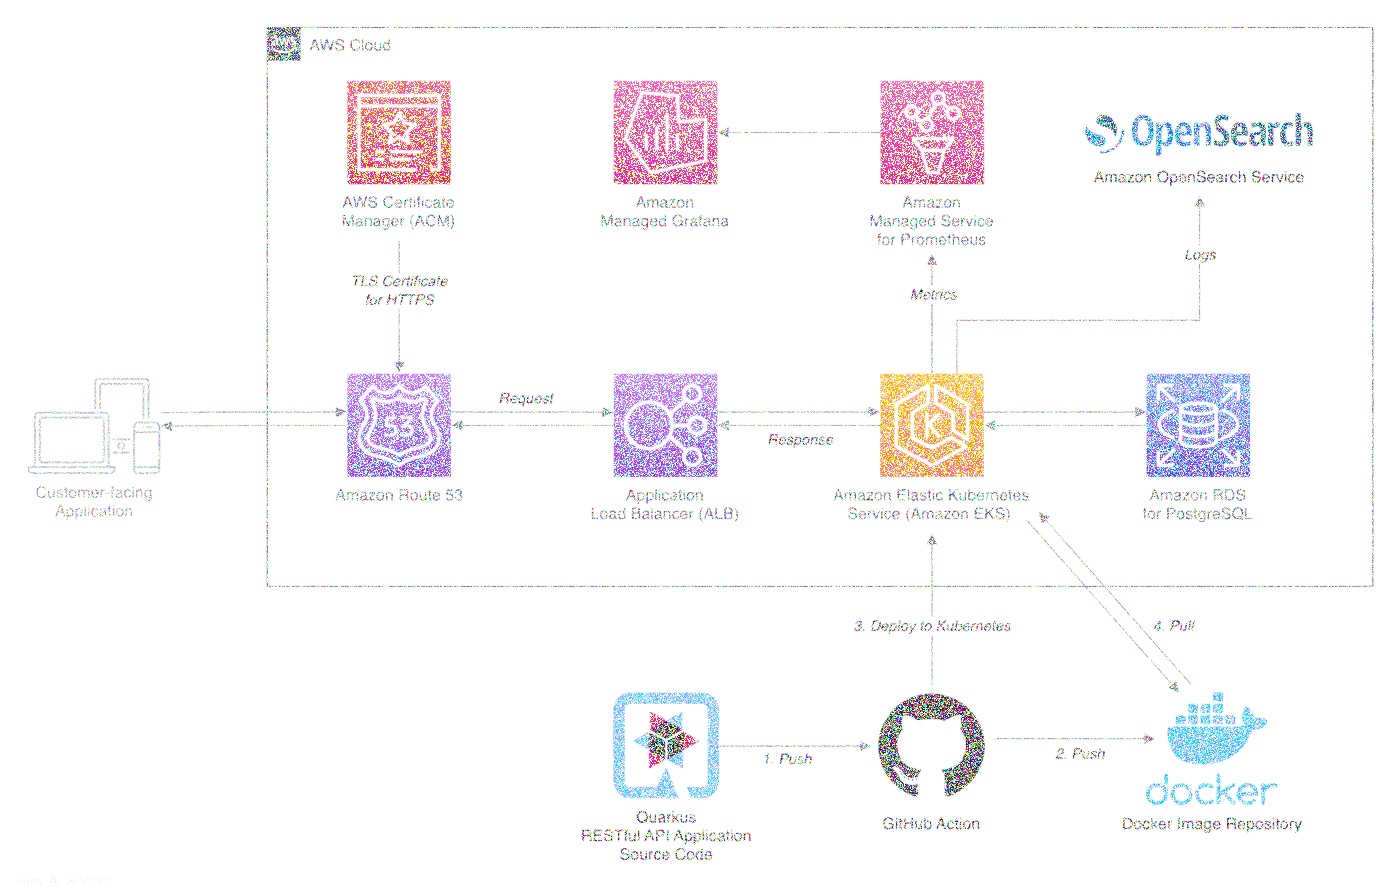 AWS
AWS Cloud
OpenSearch
Amazon OpenSearch Service
AWS Certificate
Manager (ACM)
Amazon
Managed Grafana
Amazon
Managed Service
for Prometheus
TLS Certificate
for HTTPS
Metrics
Logs
53
Request
Response
K
Customer-facing
Application
Amazon Route 53
Application
Load Balancer (ALB)
Amazon Elastic Kubernetes
Service (Amazon EKS)
Amazon RDS
for PostgreSQL
3. Deploy to Kubernetes
4. Pull
1. Push
2. Push
docker
Quarkus
RESTful API Application
Source Code
GitHub Action
Docker Image Repository